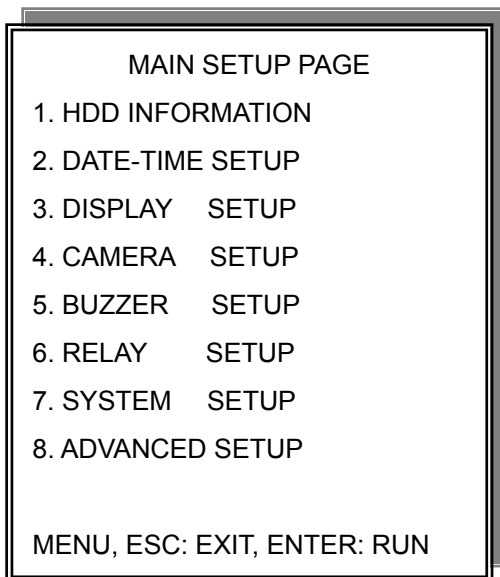 MAIN SETUP PAGE
1. HDD INFORMATION
2. DATE-TIME SETUP
3. DISPLAY SETUP
4. CAMERA SETUP
5. BUZZER SETUP
6. RELAY SETUP
7. SYSTEM SETUP
8. ADVANCED SETUP
MENU, ESC: EXIT, ENTER: RUN